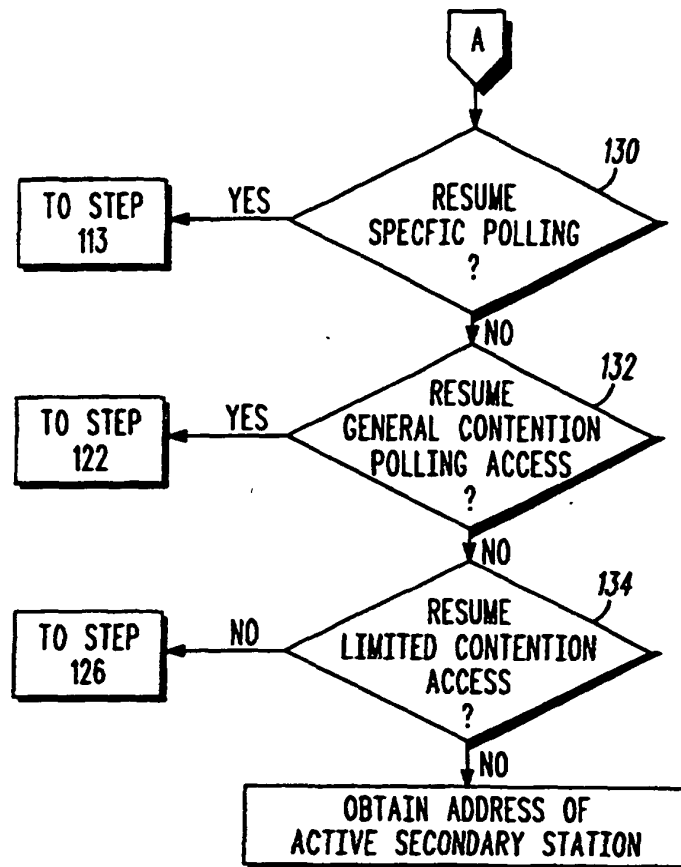 A
130
RESUME
SPECFIC POLLING
?
YES
TO STEP
113
NO
132
RESUME
GENERAL CONTENTION
POLLING ACCESS
?
YES
TO STEP
122
NO
134
RESUME
LIMITED CONTENTION
ACCESS
?
NO
TO STEP
126
NO
OBTAIN ADDRESS OF
ACTIVE SECONDARY STATION